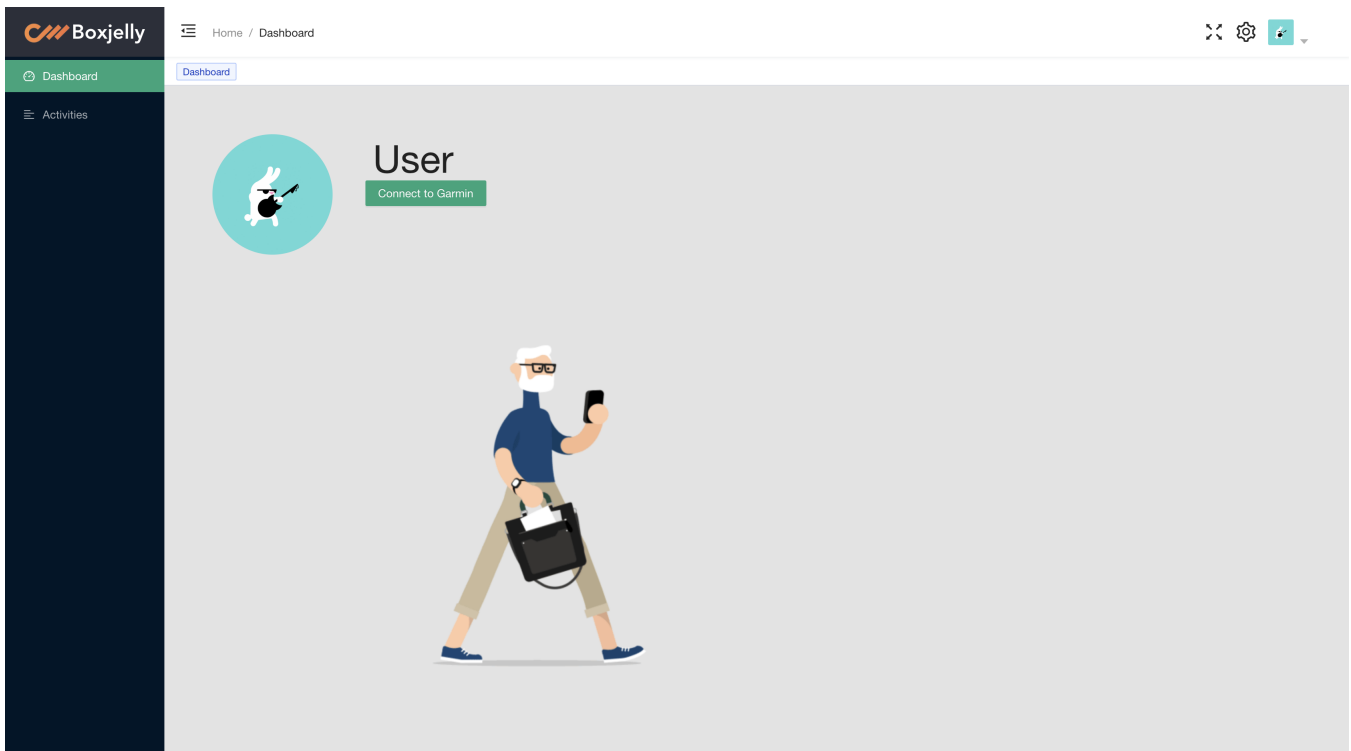 Boxjelly
Home / Dashboard
Dashboard
Dashboard
Activities
User
Connect to Garmin